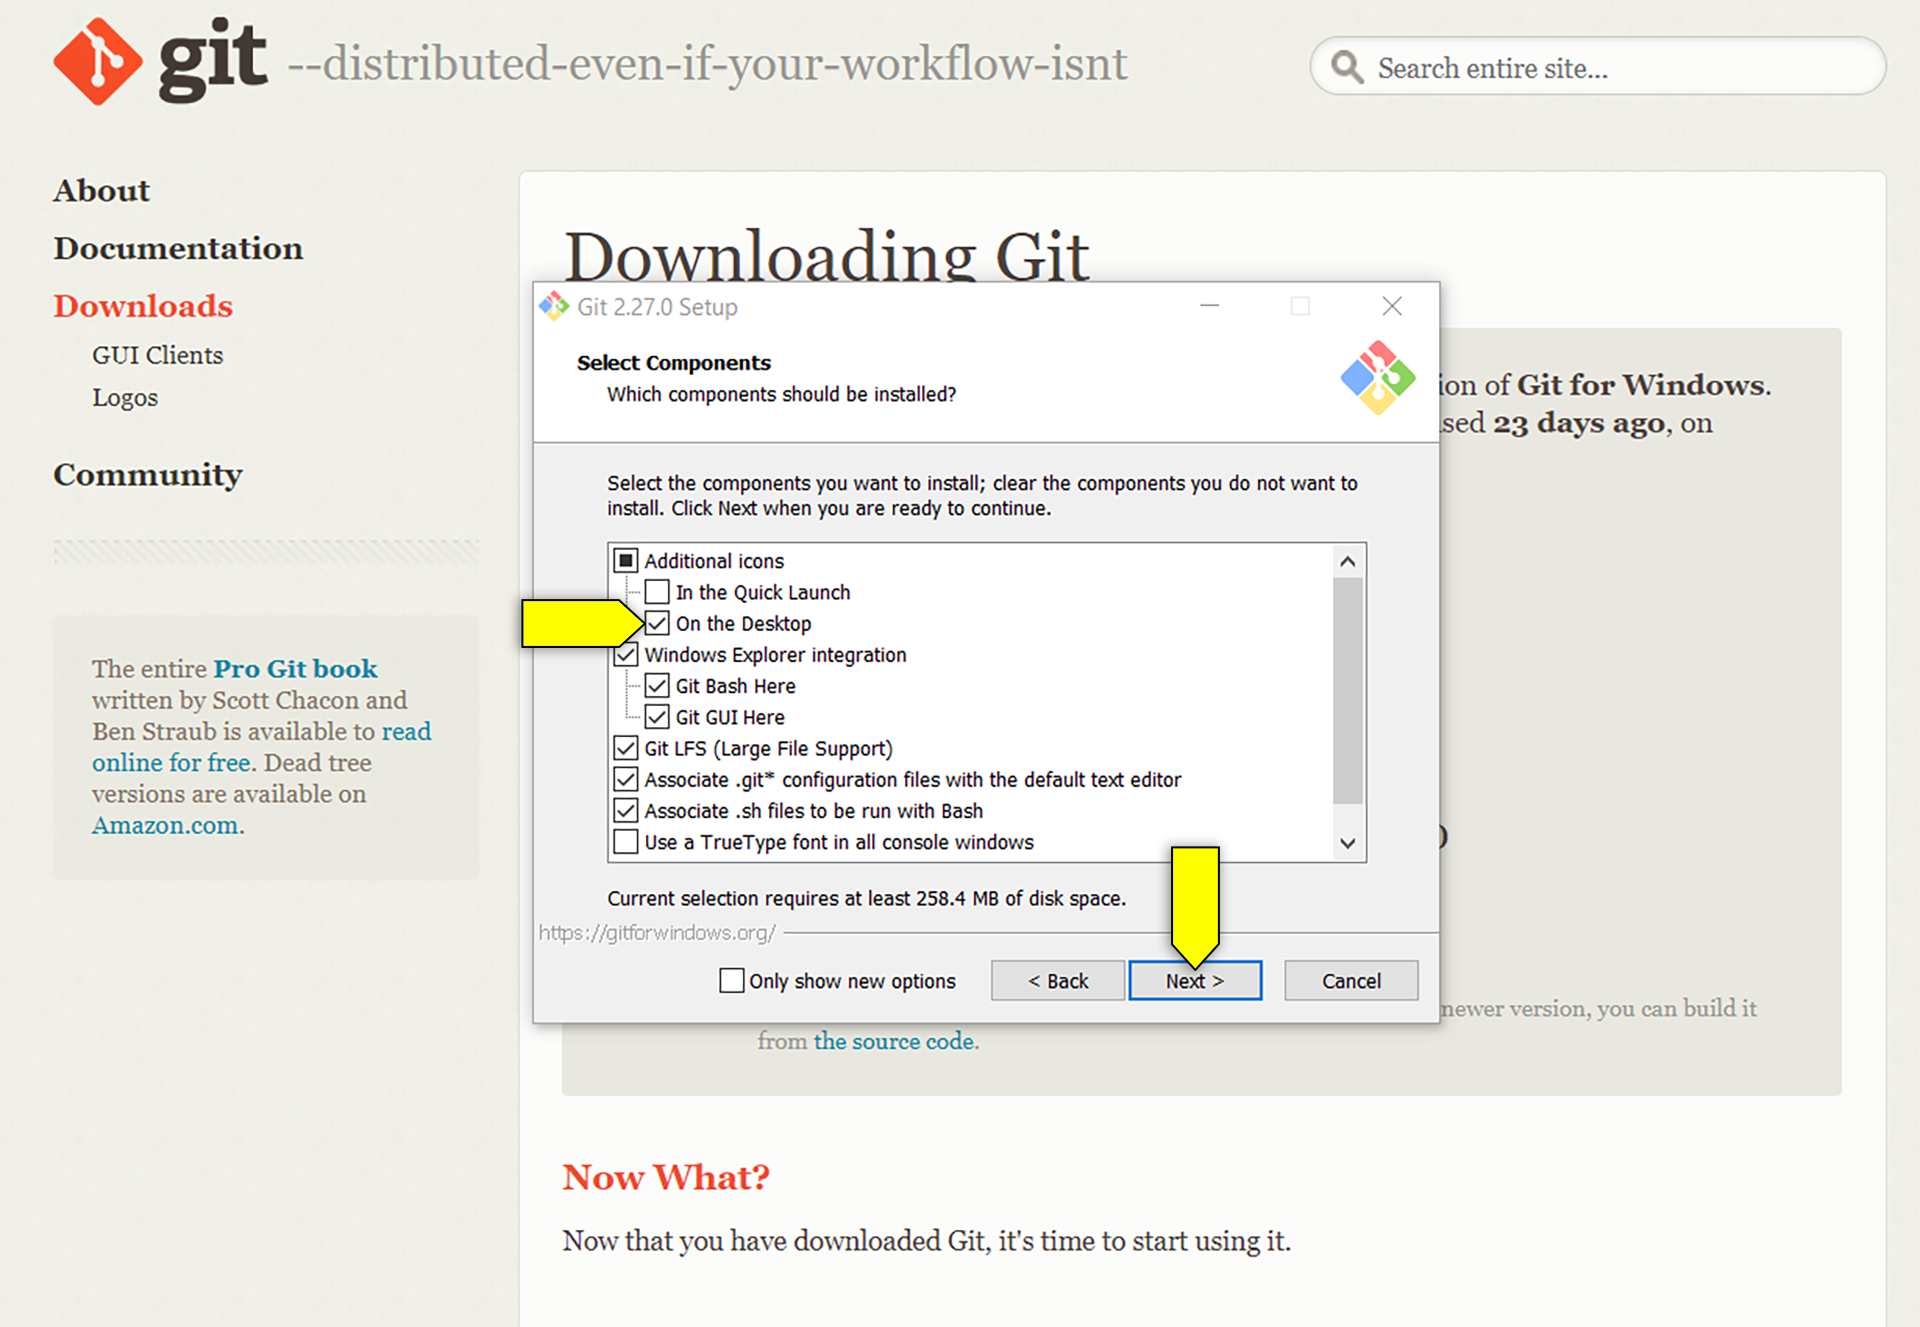 git --distributed-even-if-your-workflow-isnt
Search entire site...
About
Documentation
Downloads
GUI Clients
Logos
Community
The entire Pro Git book
written by Scott Chacon and
Ben Straub is available to read
online for free. Dead tree
versions are available on
Amazon.com.
Downloading Git
ion of Git for Windows.
sed 23 days ago, on
Git 2.27.0 Setup
Select Components
Which components should be installed?
Select the components you want to install; clear the components you do not want to
install. Click Next when you are ready to continue.
Additional icons
In the Quick Launch
On the Desktop
Windows Explorer integration
Git Bash Here
Git GUI Here
Git LFS (Large File Support)
Associate .git* configuration files with the default text editor
Associate .sh files to be run with Bash
Use a TrueType font in all console windows
Current selection requires at least 258.4 MB of disk space.
https://gitforwindows.org/
Only show new options
< Back
Next >
Cancel
newer version, you can build it
from the source code.
Now What?
Now that you have downloaded Git, it's time to start using it.